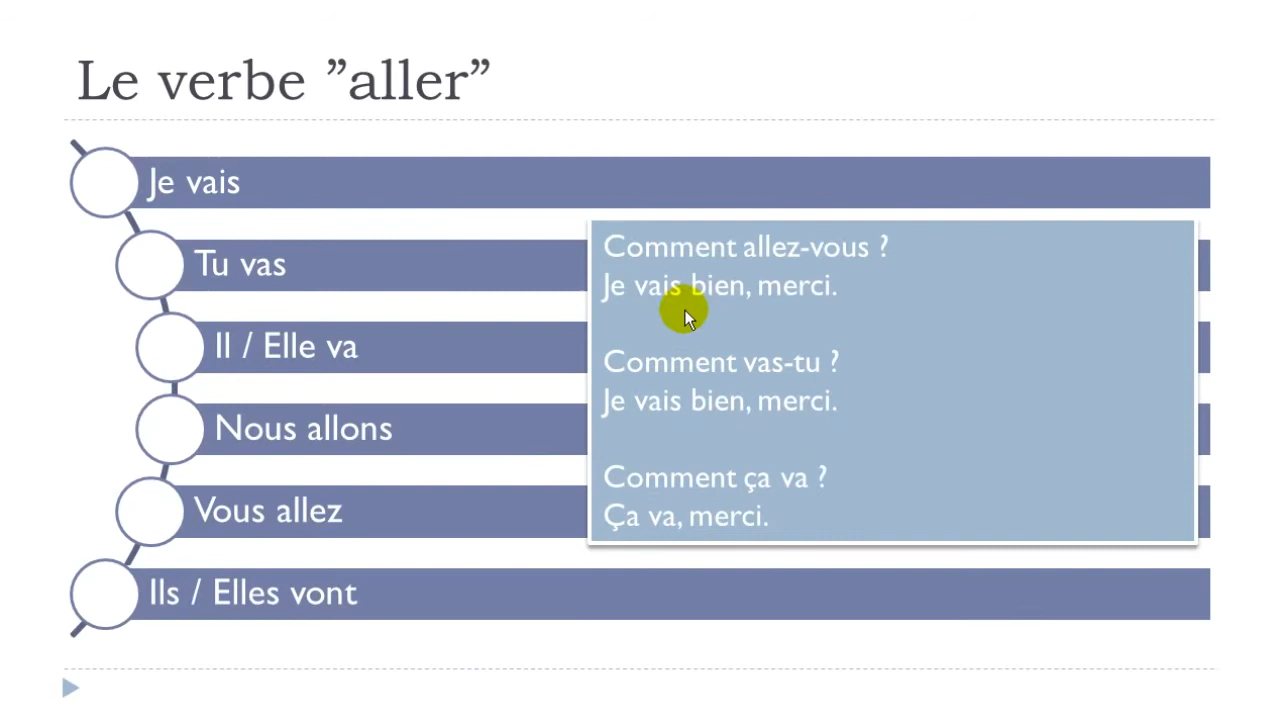 Le verbe ”aller”
Je vais
Tu vas
Il / Elle va
Nous allons
Vous allez
Ils / Elles vont
Comment allez-vous ?
Je vais bien, merci.
Comment vas-tu ?
Je vais bien, merci.
Comment ça va ?
Ça va, merci.